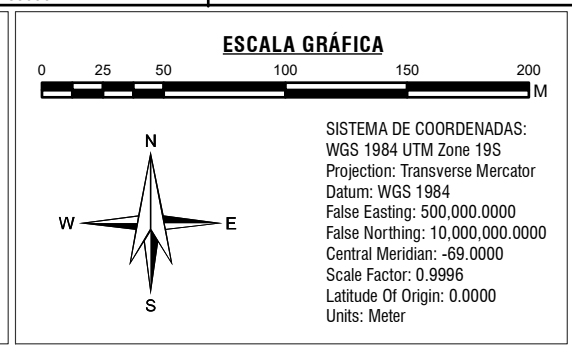 ESCALA GRÁFICA
0 25 50 100 150 200
M
N
W E
S
SISTEMA DE COORDENADAS:
WGS 1984 UTM Zone 19S
Projection: Transverse Mercator
Datum: WGS 1984
False Easting: 500,000.0000
False Northing: 10,000,000.0000
Central Meridian: -69.0000
Scale Factor: 0.9996
Latitude Of Origin: 0.0000
Units: Meter